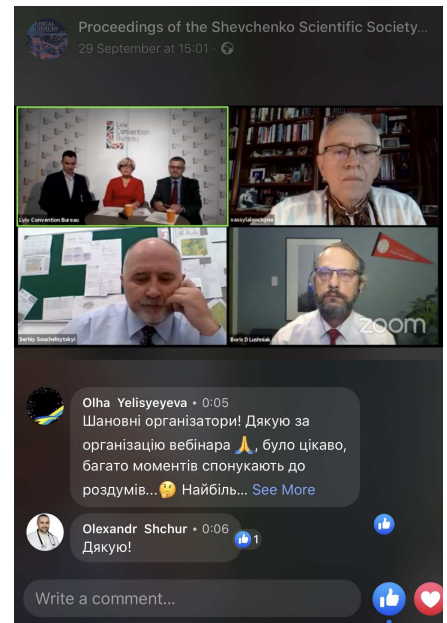 Proceedings of the Shevchenko Scientific Society...
29 September at 15:01
Lviv
Convention
Bureau
Lviv Convention Bureau
vassylialonchyna
Serhiy Souchelnytskyi
Boris D Lushniak
zoom
Olha Yelisyeyeva • 0:05
Шановні організатори! Дякую за
організацію вебінара 🙏, було цікаво,
багато моментів спонукають до
роздумів...🤔 Найбіль... See More
Olexandr Shchur • 0:06
Дякую!
1
Write a comment...